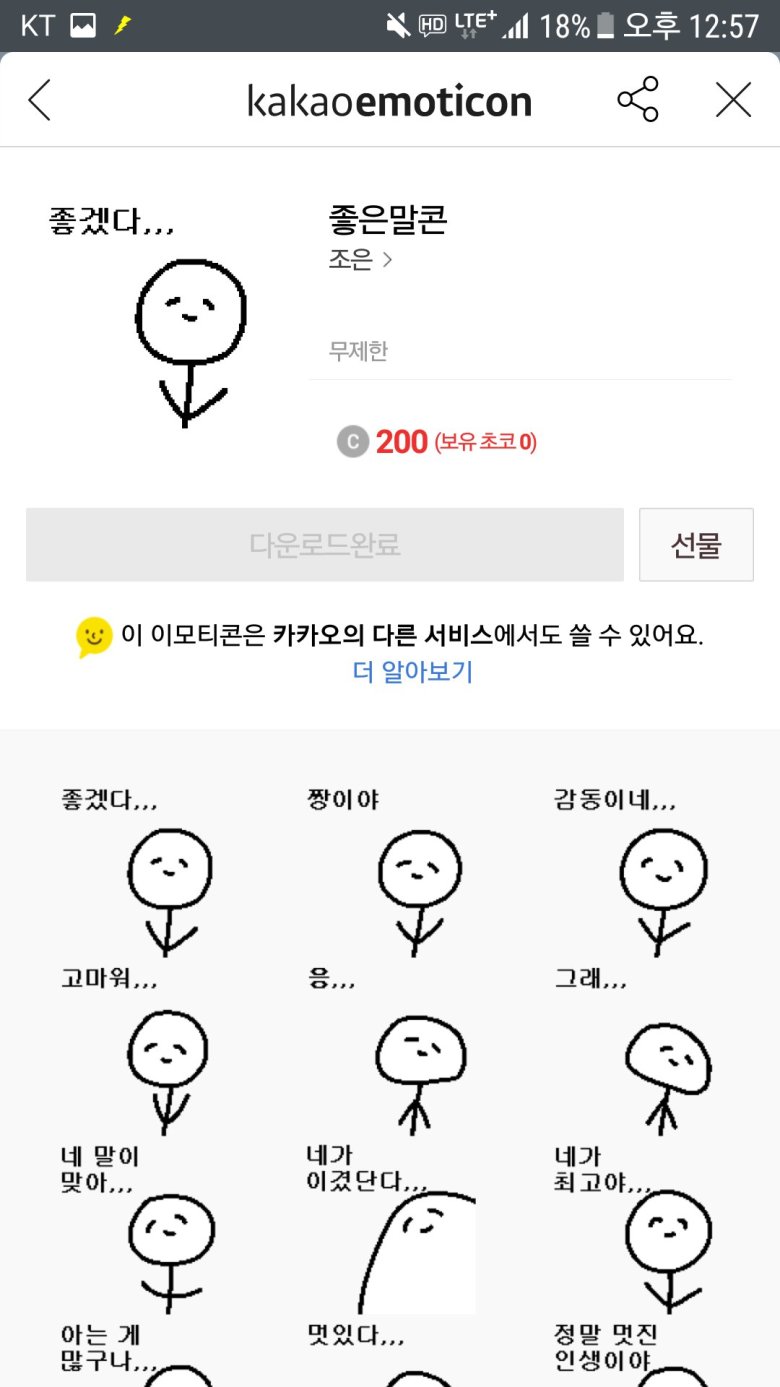 KT HD LTE+ 18% 오후 12:57
kakaoemoticon
좋겠다,,,
좋은말콘
조은 >
무제한
C 200 (보유 초코 0)
다운로드완료
선물
이 이모티콘은 카카오의 다른 서비스에서도 쓸 수 있어요.
더 알아보기
좋겠다,,,
짱이야
감동이네,,,
고마워,,,
응,,,
그래,,,
네 말이
맞아,,,
네가
이겼단다,,,
네가
최고야,,,
아는 게
많구나,,,
멋있다,,,
정말 멋진
인생이야